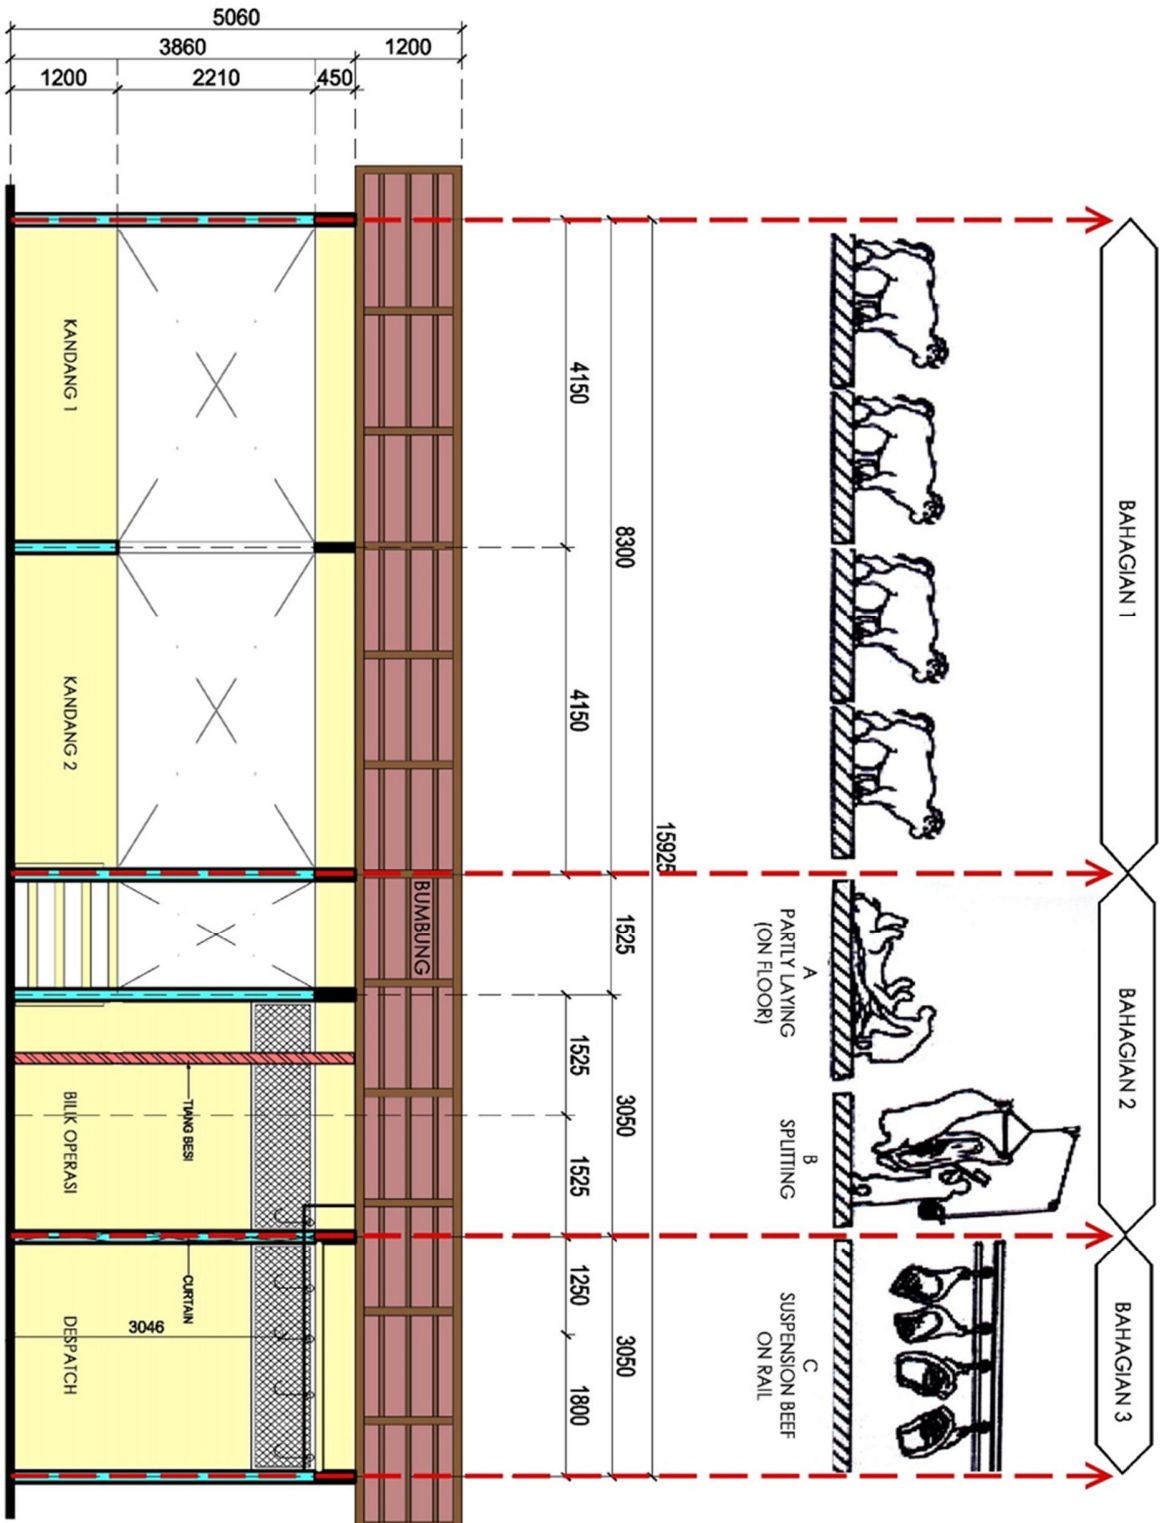 BAHAGIAN 1
BAHAGIAN 2
BAHAGIAN 3
A
PARTLY LAYING
(ON FLOOR)
B
SPLITTING
C
SUSPENSION BEEF
ON RAIL
15925
8300
1525
3050
3050
4150
4150
1525
1525
1250
1800
BUMBUNG
5060
3860
1200
1200
2210
450
TIANG BESI
CURTAIN
3046
KANDANG 1
KANDANG 2
BILIK OPERASI
DESPATCH